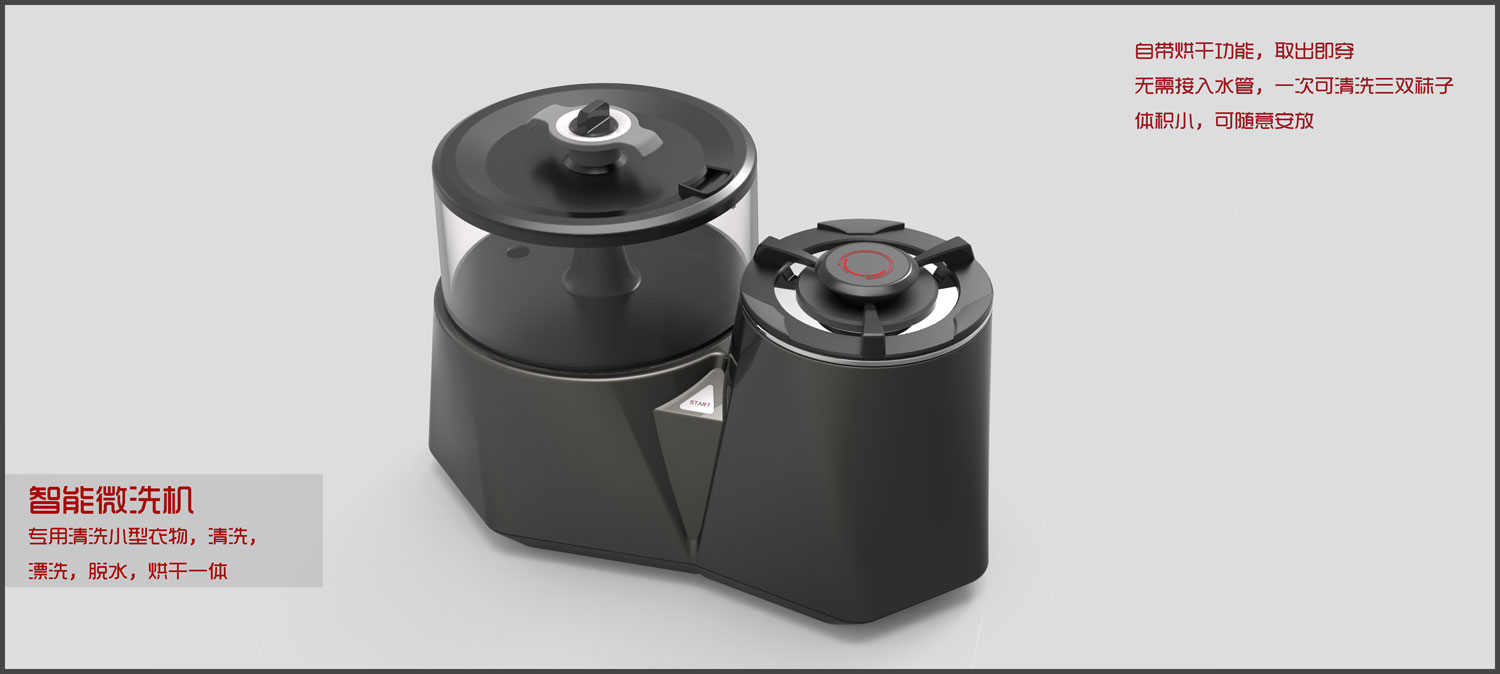 自带烘干功能，取出即穿
无需接入水管，一次可清洗三双袜子
体积小，可随意安放
START
智能微洗机
专用清洗小型衣物，清洗，
漂洗，脱水，烘干一体